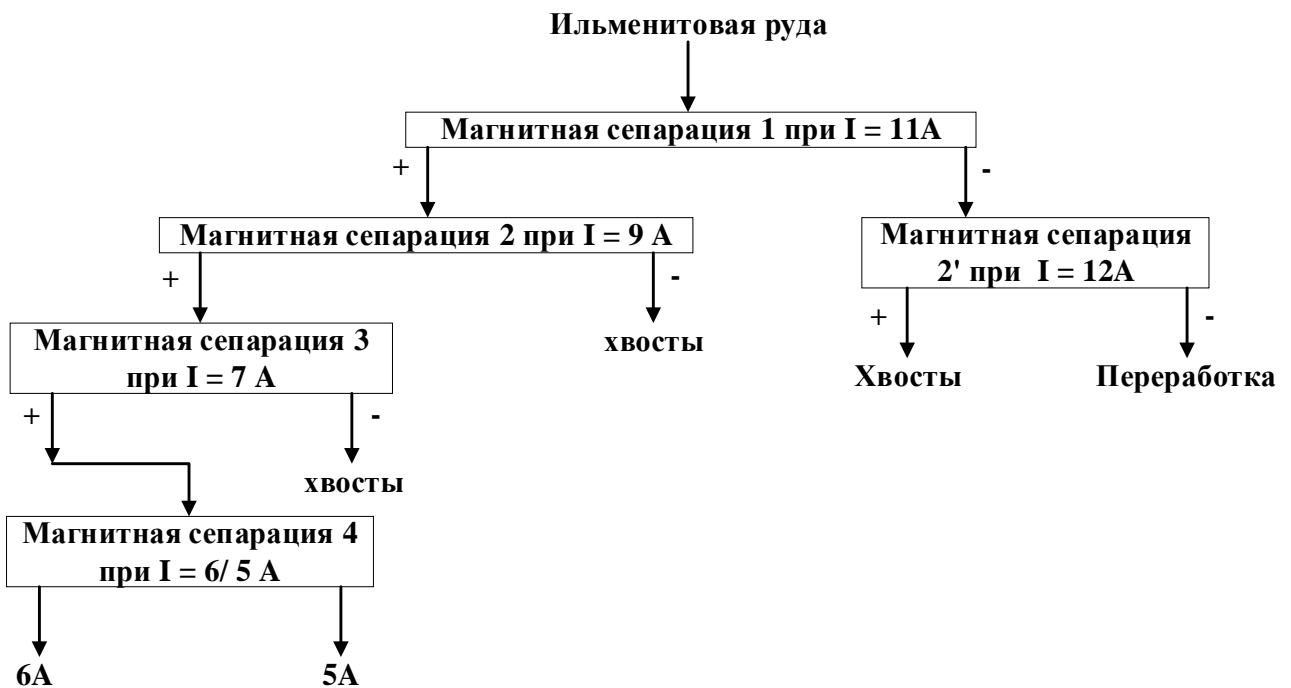 Ильменитовая руда
Магнитная сепарация 1 при I = 11А
+
-
Магнитная сепарация 2 при I = 9 А
Магнитная сепарация
2' при I = 12А
+
-
+
-
Магнитная сепарация 3
при I = 7 А
хвосты
Хвосты
Переработка
+
-
хвосты
Магнитная сепарация 4
при I = 6/ 5 А
6А
5А